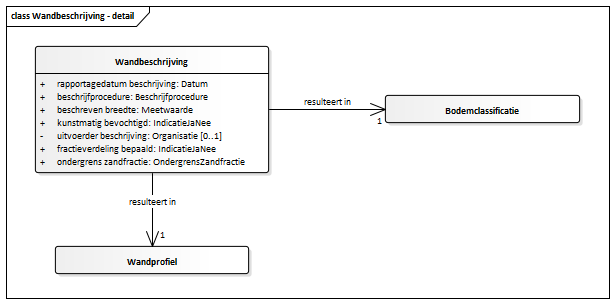 class Wandbeschrijving - detail
Wandbeschrijving
+ rapportagedatum beschrijving: Datum
+ beschrijfprocedure: Beschrijfprocedure
+ beschreven breedte: Meetwaarde
+ kunstmatig bevochtigd: IndicatieJaNee
- uitvoerder beschrijving: Organisatie [0..1]
+ fractieverdeling bepaald: IndicatieJaNee
+ ondergrens zandfractie: OndergrensZandfractie
resulteert in
1
Bodemclassificatie
resulteert in
1
Wandprofiel